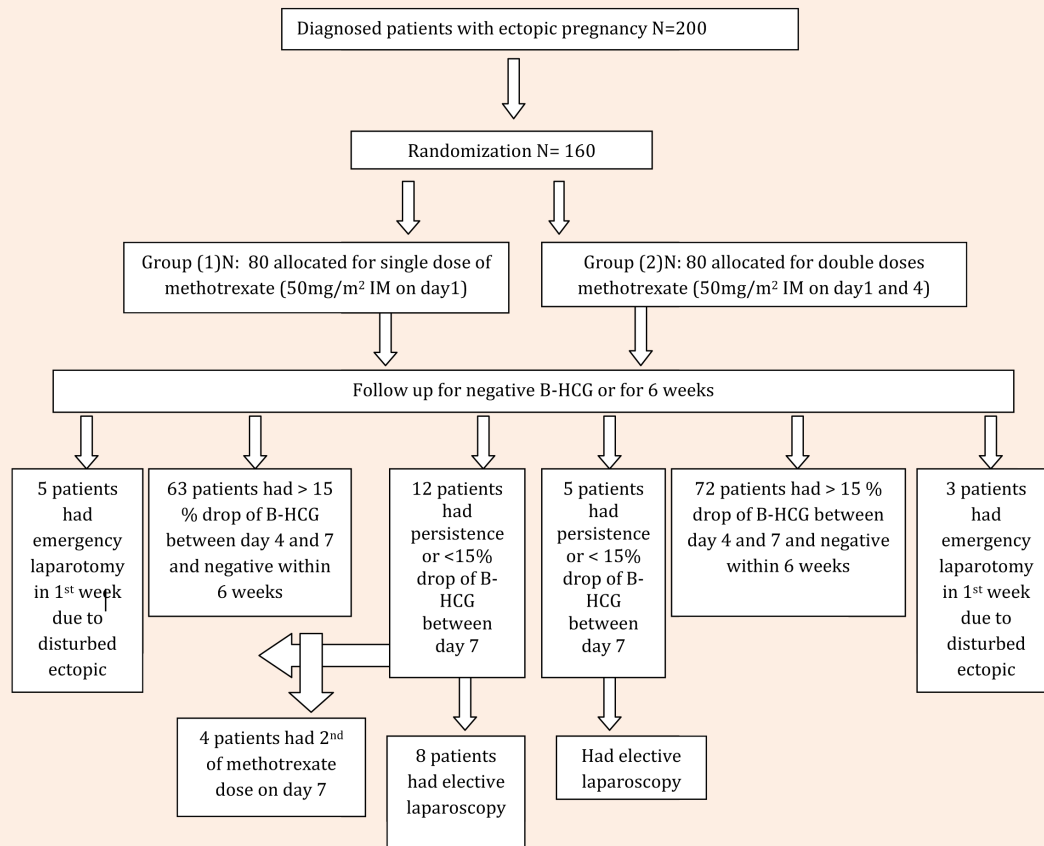 Diagnosed patients with ectopic pregnancy N=200
Randomization N= 160
Group (1)N:  80 allocated for single dose of
methotrexate (50mg/m² IM on day1)
Group (2)N: 80 allocated for double doses
methotrexate (50mg/m² IM on day1 and 4)
Follow up for negative B-HCG or for 6 weeks
5 patients
had
emergency
laparotomy
in 1st week
due to
disturbed
ectopic
63 patients had > 15
% drop of B-HCG
between day 4 and 7
and negative within
6 weeks
12 patients
had
persistence
or <15%
drop of B-
HCG
between
day 7
5 patients
had
persistence
or < 15%
drop of B-
HCG
between
day 7
72 patients had > 15 %
drop of B-HCG between
day 4 and 7 and negative
within 6 weeks
3 patients
had
emergency
laparotomy
in 1st week
due to
disturbed
ectopic
4 patients had 2nd
of methotrexate
dose on day 7
8 patients
had elective
laparoscopy
Had elective
laparoscopy